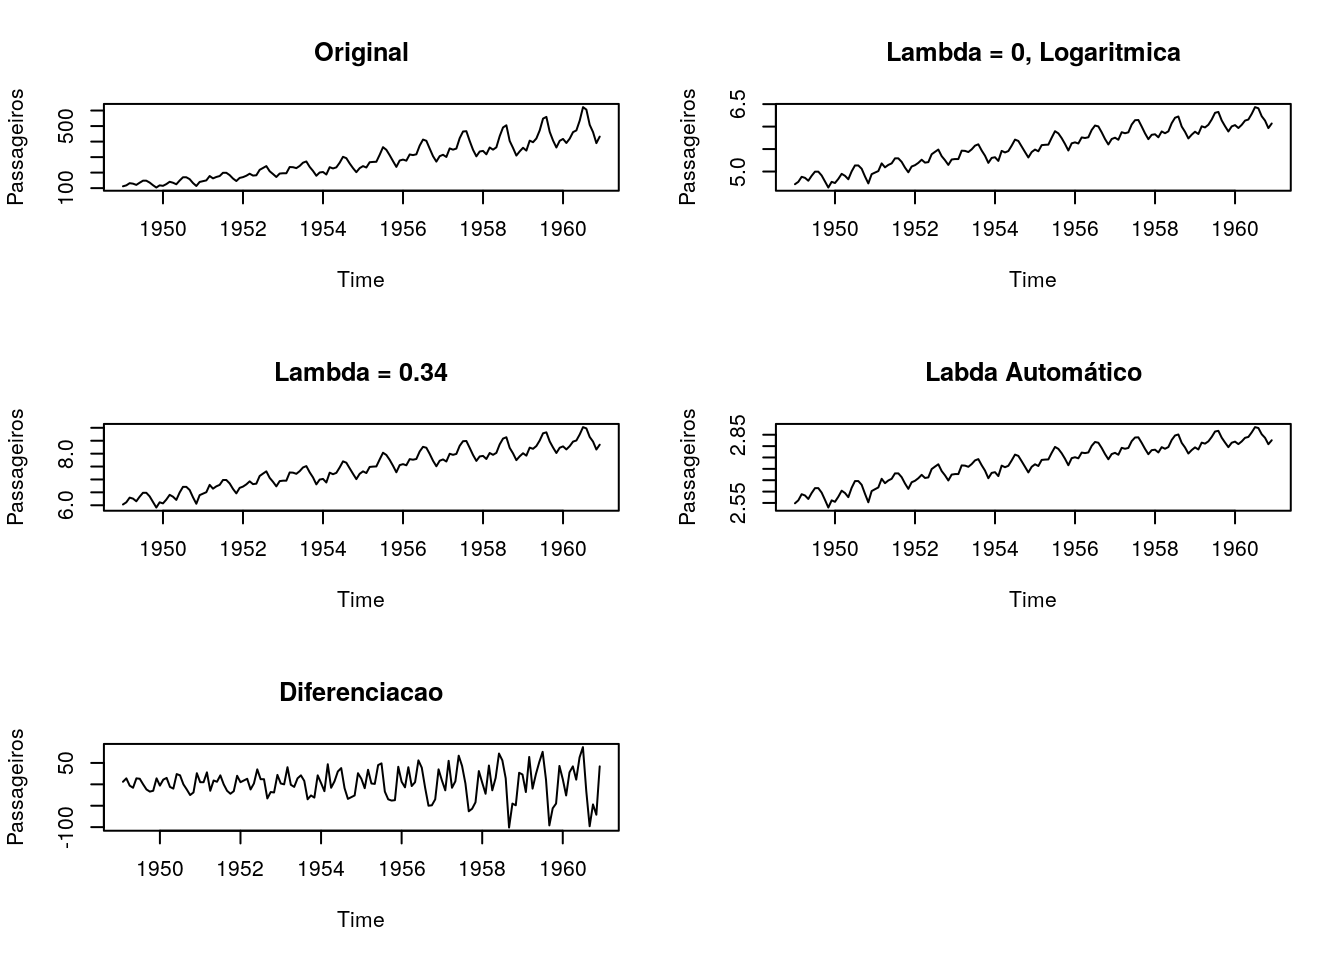 Original
Passageiros
100 500
1950 1952 1954 1956 1958 1960
Time
Lambda = 0, Logaritmica
Passageiros
5.0 6.5
1950 1952 1954 1956 1958 1960
Time
Lambda = 0.34
Passageiros
6.0 8.0
1950 1952 1954 1956 1958 1960
Time
Labda Automático
Passageiros
2.55 2.85
1950 1952 1954 1956 1958 1960
Time
Diferenciacao
Passageiros
-100 50
1950 1952 1954 1956 1958 1960
Time